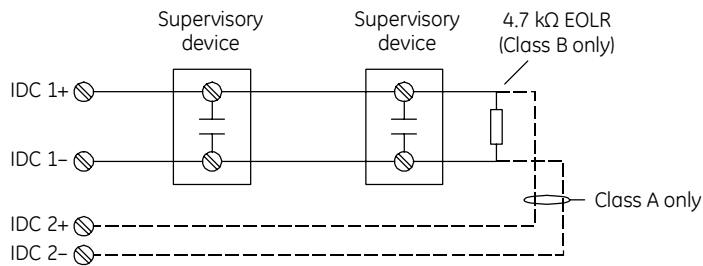 Supervisory
device
Supervisory
device
4.7 kΩ EOLR
(Class B only)
IDC 1+
IDC 1–
IDC 2+
IDC 2–
Class A only